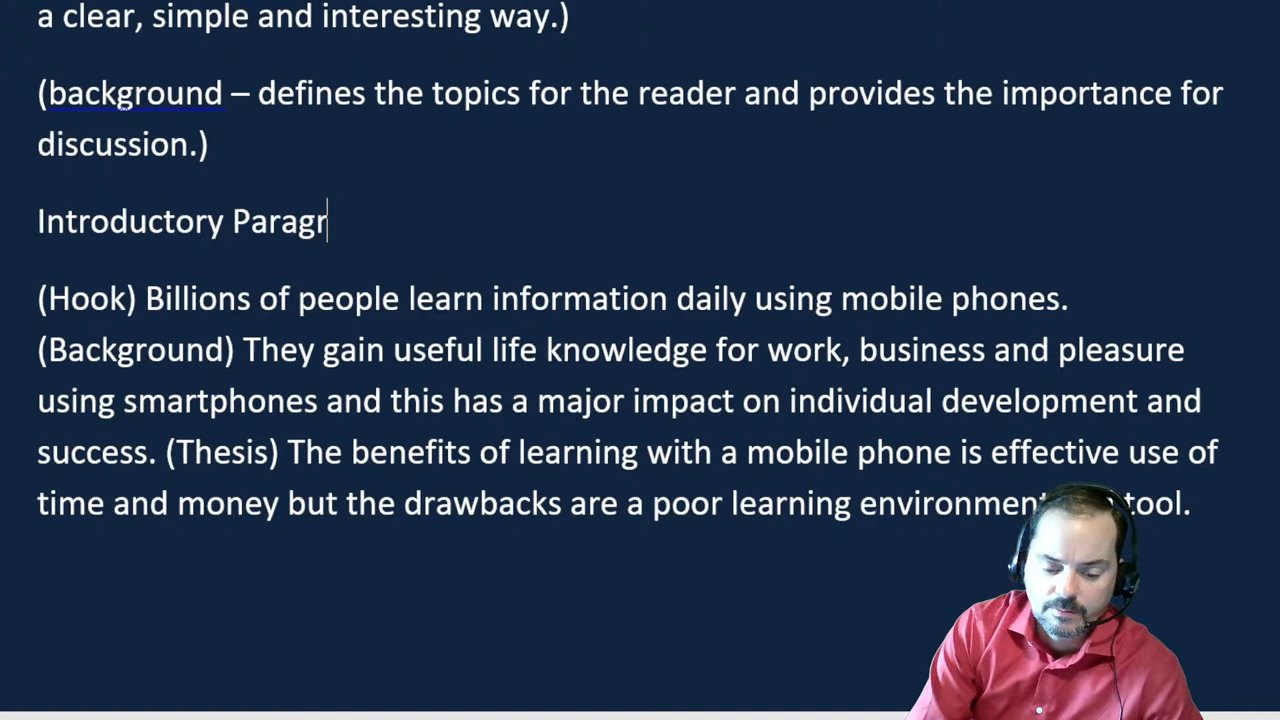 a clear, simple and interesting way.)
(background – defines the topics for the reader and provides the importance for
discussion.)
Introductory Paragr
(Hook) Billions of people learn information daily using mobile phones.
(Background) They gain useful life knowledge for work, business and pleasure
using smartphones and this has a major impact on individual development and
success. (Thesis) The benefits of learning with a mobile phone is effective use of
time and money but the drawbacks are a poor learning environment tool.